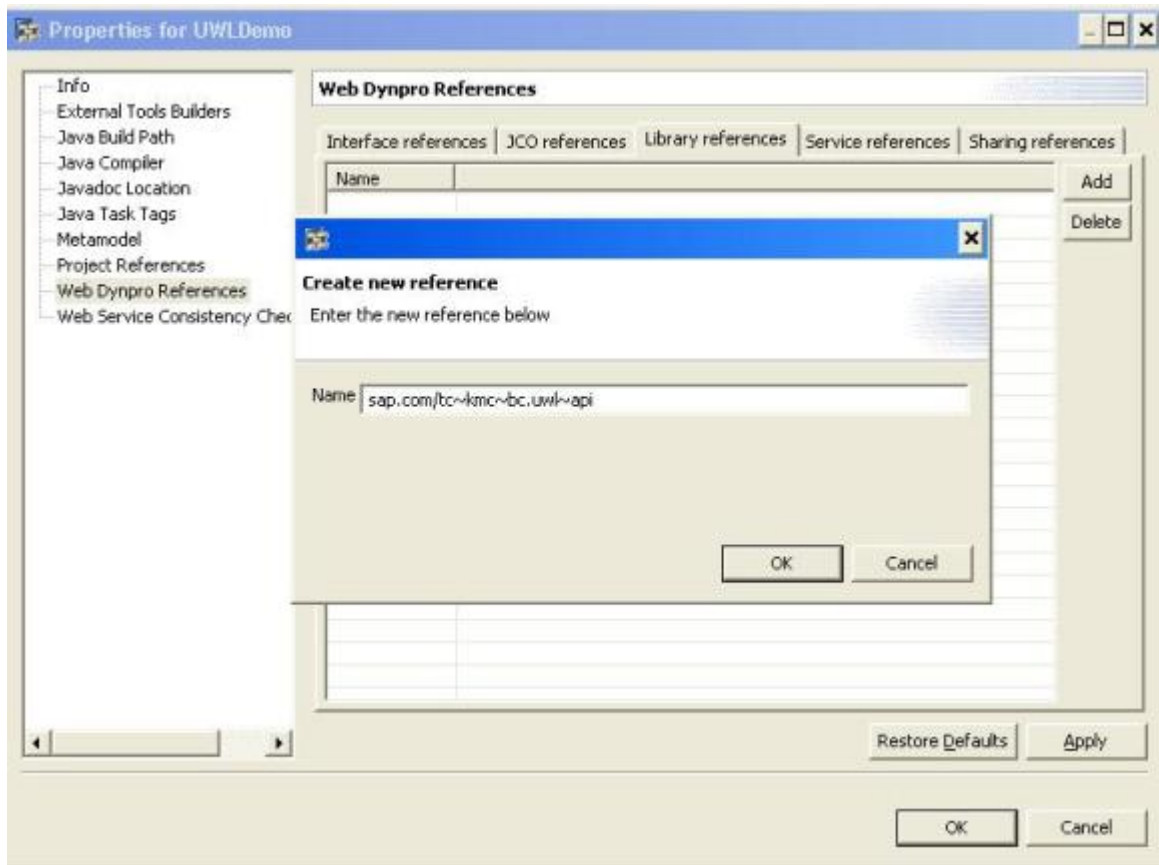 Properties for UWLDemo
Info
External Tools Builders
Java Build Path
Java Compiler
Javadoc Location
Java Task Tags
Metamodel
Project References
Web Dynpro References
Web Service Consistency Chec
Web Dynpro References
Interface references
JCO references
Library references
Service references
Sharing references
Name
Add
Delete
Create new reference
Enter the new reference below
Name
sap.com/tc~kmc~bc.uwl~api
OK
Cancel
Restore Defaults
Apply
OK
Cancel